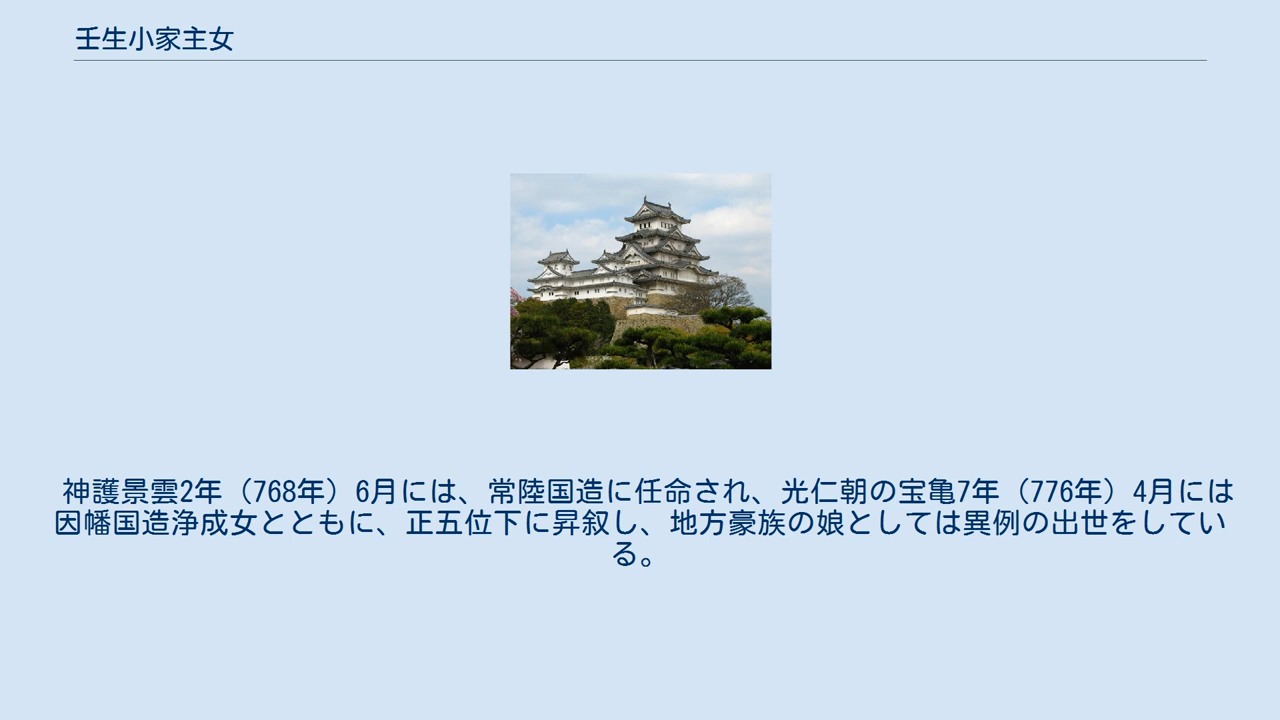 壬生小家主女
神護景雲2年（768年）6月には、常陸国造に任命され、光仁朝の宝亀7年（776年）4月には
因幡国造浄成女とともに、正五位下に昇叙し、地方豪族の娘としては異例の出世をしてい
る。